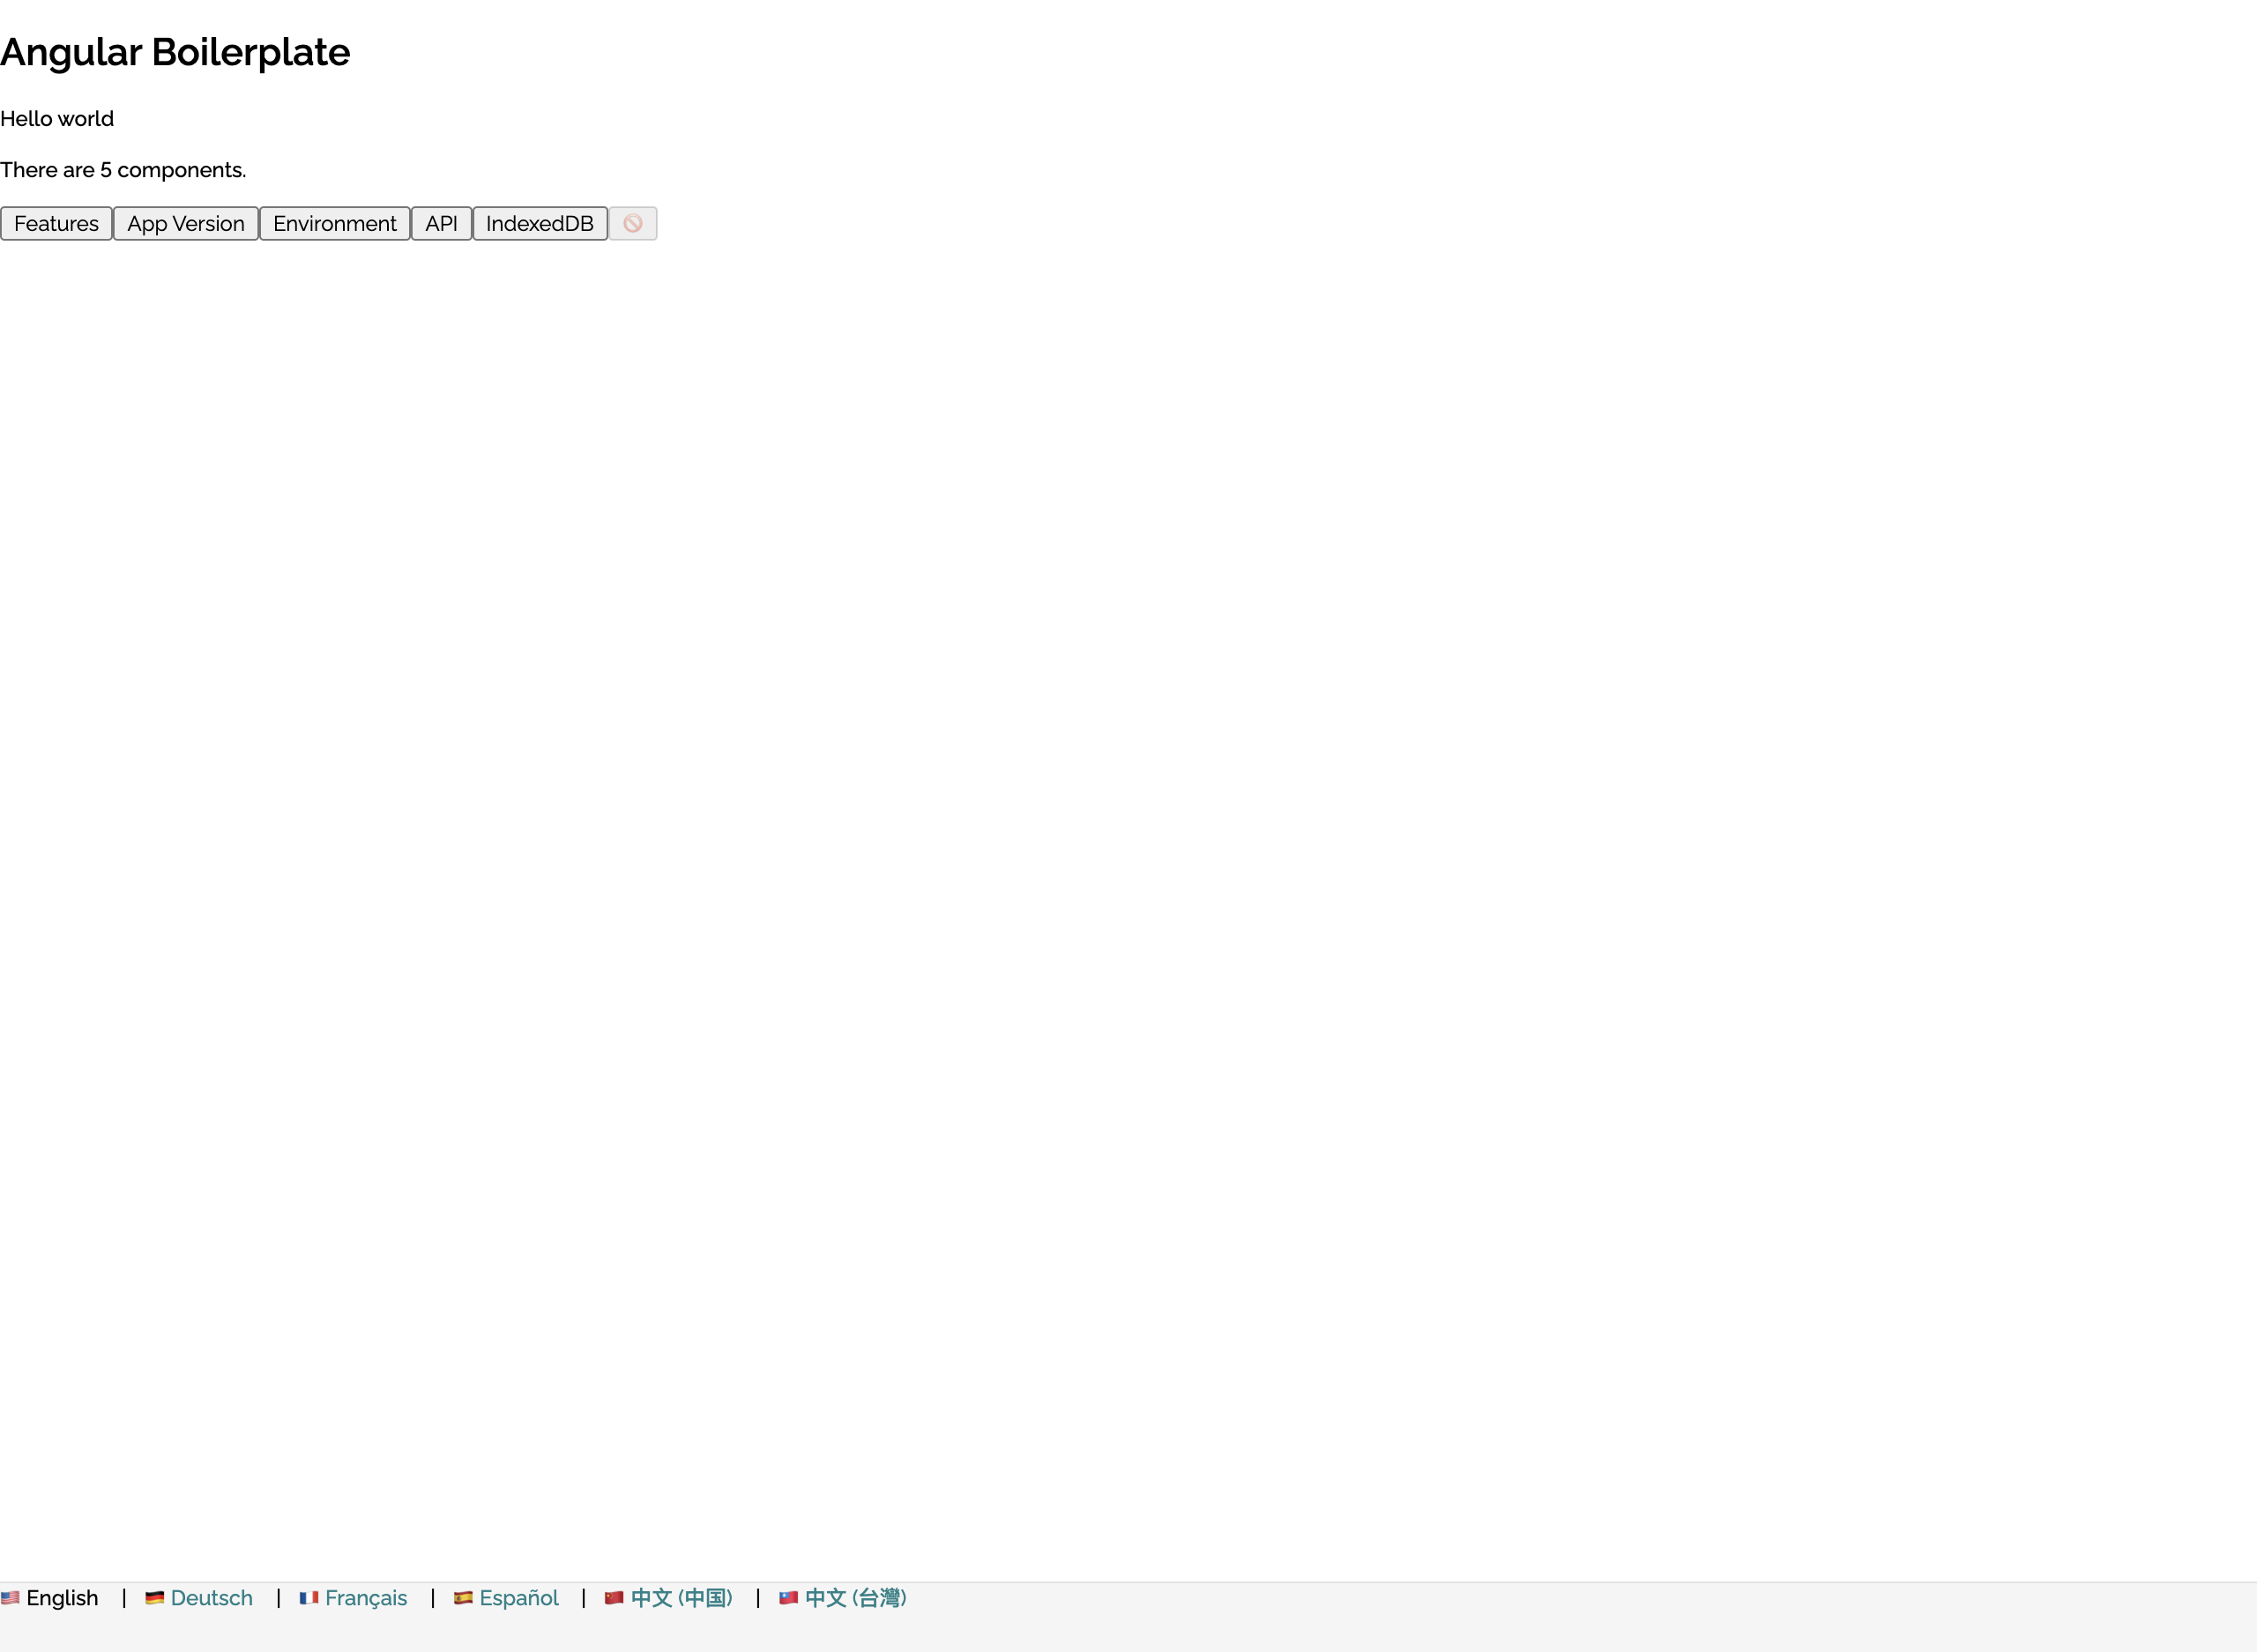 Angular Boilerplate
Hello world
There are 5 components.
Features App Version Environment API IndexedDB 🚫
🇺🇸 English | 🇩🇪 Deutsch | 🇫🇷 Français | 🇪🇸 Español | 🇨🇳 中文 (中国) | 🇹🇼 中文 (台灣)